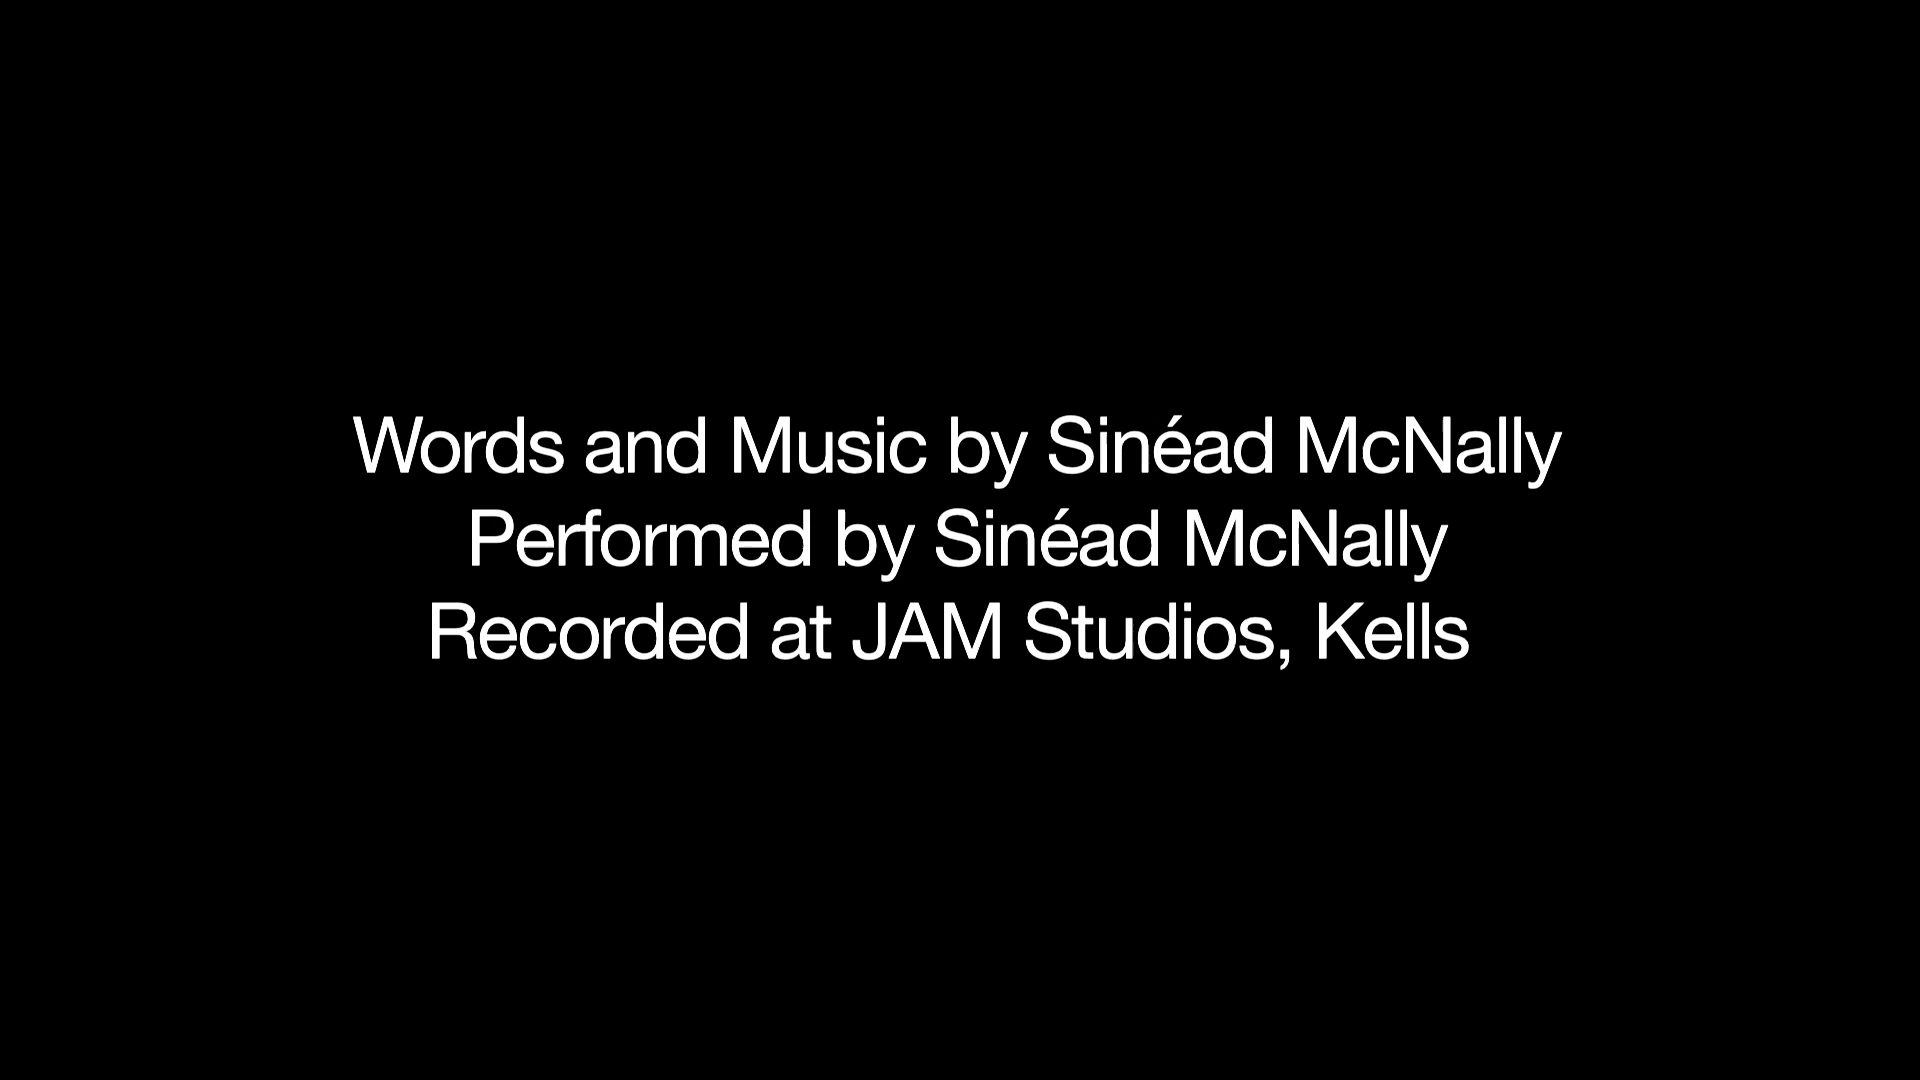 Words and Music by Sinéad McNally
Performed by Sinéad McNally
Recorded at JAM Studios, Kells